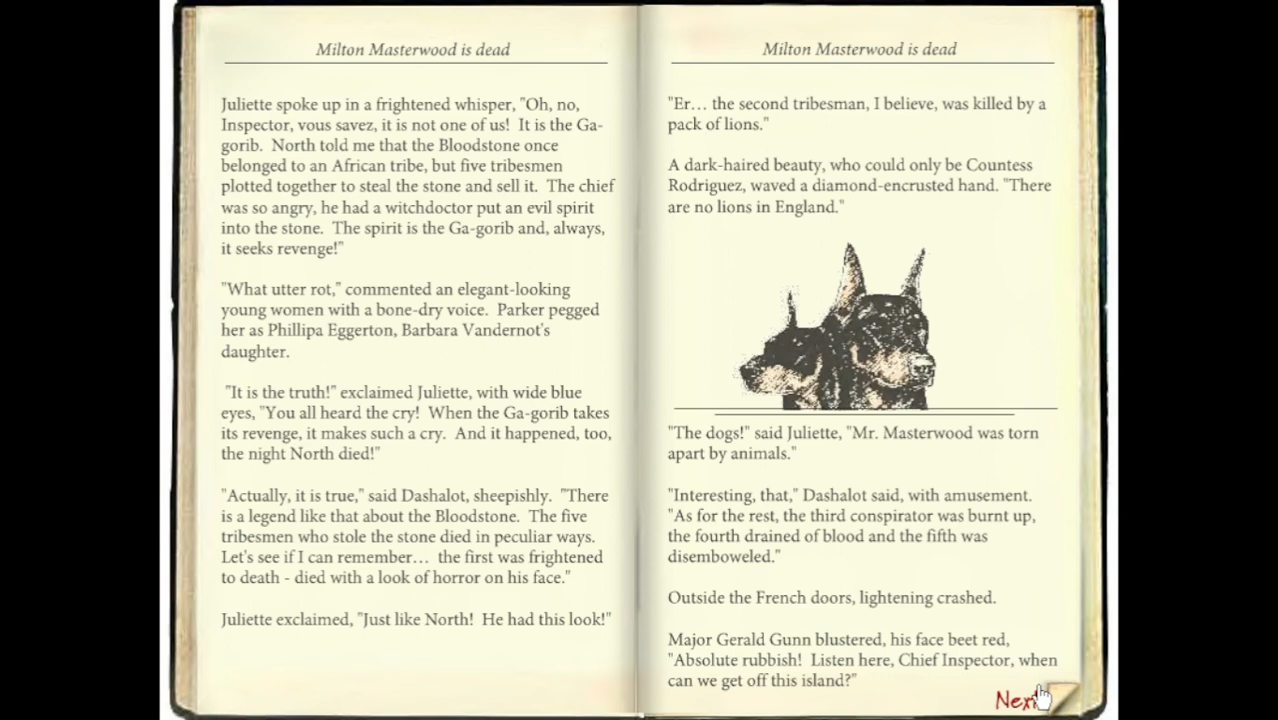 Milton Masterwood is dead
Juliette spoke up in a frightened whisper, "Oh, no,
Inspector, vous savez, it is not one of us!  It is the Ga-
gorib.  North told me that the Bloodstone once
belonged to an African tribe, but five tribesmen
plotted together to steal the stone and sell it.  The chief
was so angry, he had a witchdoctor put an evil spirit
into the stone.  The spirit is the Ga-gorib and, always,
it seeks revenge!"
"What utter rot," commented an elegant-looking
young women with a bone-dry voice.  Parker pegged
her as Phillipa Eggerton, Barbara Vandernot's
daughter.
"It is the truth!" exclaimed Juliette, with wide blue
eyes, "You all heard the cry!  When the Ga-gorib takes
its revenge, it makes such a cry.  And it happened, too,
the night North died!"
"Actually, it is true," said Dashalot, sheepishly.  "There
is a legend like that about the Bloodstone.  The five
tribesmen who stole the stone died in peculiar ways.
Let's see if I can remember...  the first was frightened
to death - died with a look of horror on his face."
Juliette exclaimed, "Just like North!  He had this look!"
Milton Masterwood is dead
"Er... the second tribesman, I believe, was killed by a
pack of lions."
A dark-haired beauty, who could only be Countess
Rodriguez, waved a diamond-encrusted hand. "There
are no lions in England."
"The dogs!" said Juliette, "Mr. Masterwood was torn
apart by animals."
"Interesting, that," Dashalot said, with amusement.
"As for the rest, the third conspirator was burnt up,
the fourth drained of blood and the fifth was
disemboweled."
Outside the French doors, lightening crashed.
Major Gerald Gunn blustered, his face beet red,
"Absolute rubbish!  Listen here, Chief Inspector, when
can we get off this island?"
Next